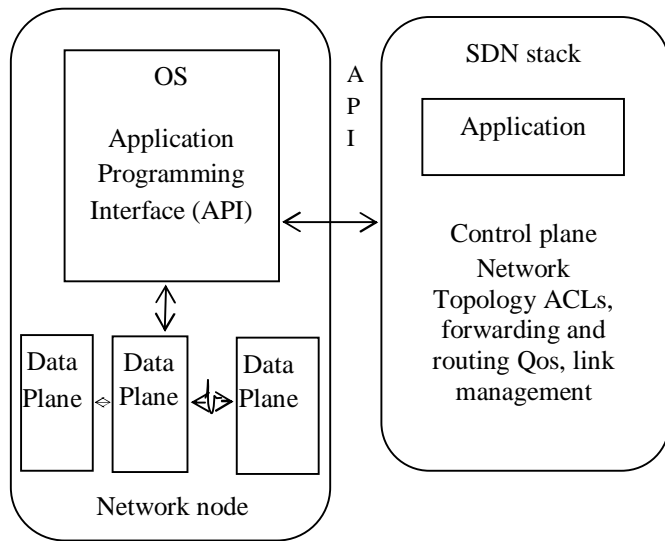 OS
Application
Programming
Interface (API)
Data
Plane
Data
Plane
Data
Plane
Network node
A
P
I
SDN stack
Application
Control plane
Network
Topology ACLs,
forwarding and
routing Qos, link
management